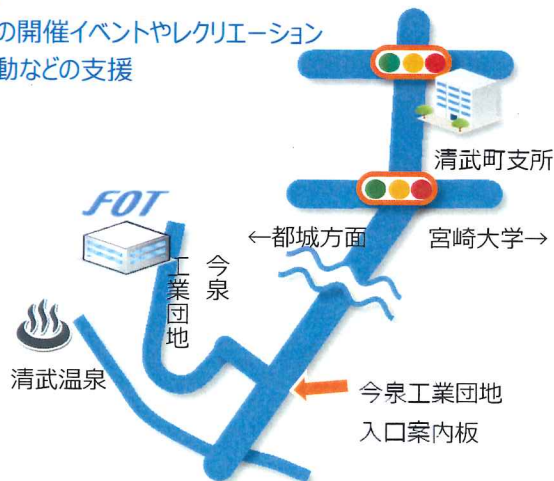 の開催イベントやレクリエーション
動などの支援
清武町支所
FOT
←都城方面
宮崎大学→
今泉
工業団地
清武温泉
今泉工業団地
入口案内板